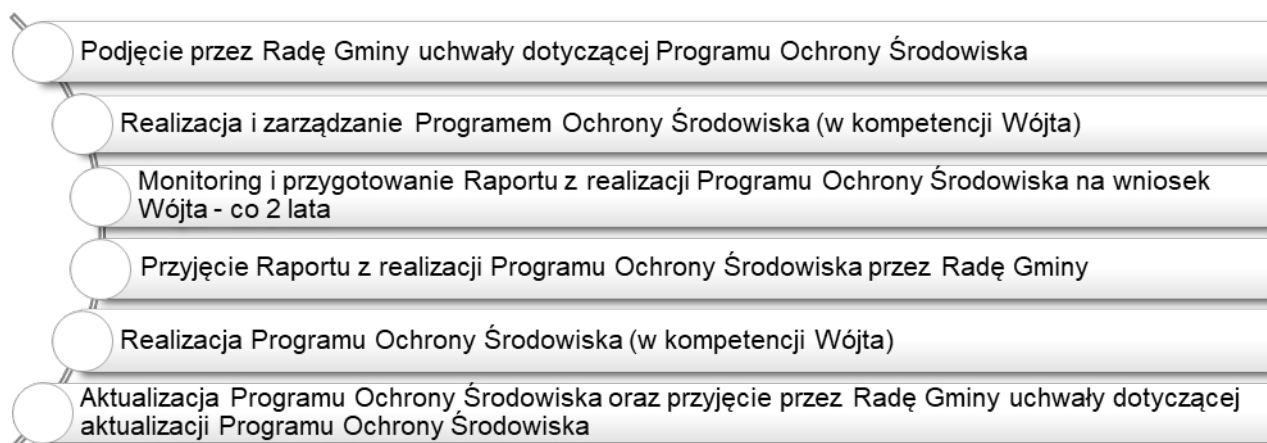 Podjęcie przez Radę Gminy uchwały dotyczącej Programu Ochrony Środowiska
Realizacja i zarządzanie Programem Ochrony Środowiska (w kompetencji Wójta)
Monitoring i przygotowanie Raportu z realizacji Programu Ochrony Środowiska na wniosek
Wójta - co 2 lata
Przyjęcie Raportu z realizacji Programu Ochrony Środowiska przez Radę Gminy
Realizacja Programu Ochrony Środowiska (w kompetencji Wójta)
Aktualizacja Programu Ochrony Środowiska oraz przyjęcie przez Radę Gminy uchwały dotyczącej
aktualizacji Programu Ochrony Środowiska